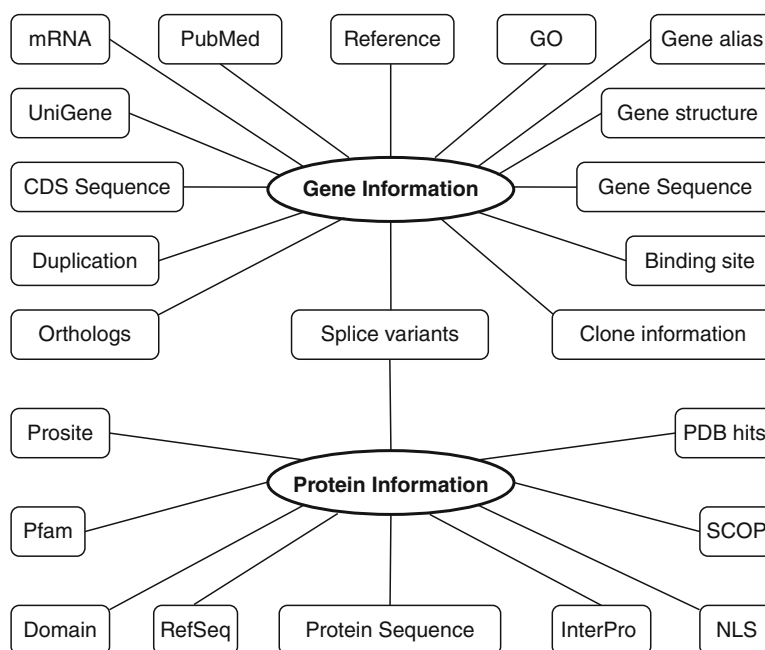 mRNA
PubMed
Reference
GO
Gene alias
UniGene
Gene structure
CDS Sequence
Gene Information
Gene Sequence
Duplication
Binding site
Orthologs
Splice variants
Clone information
Prosite
PDB hits
Protein Information
Pfam
SCOP
Domain
RefSeq
Protein Sequence
InterPro
NLS